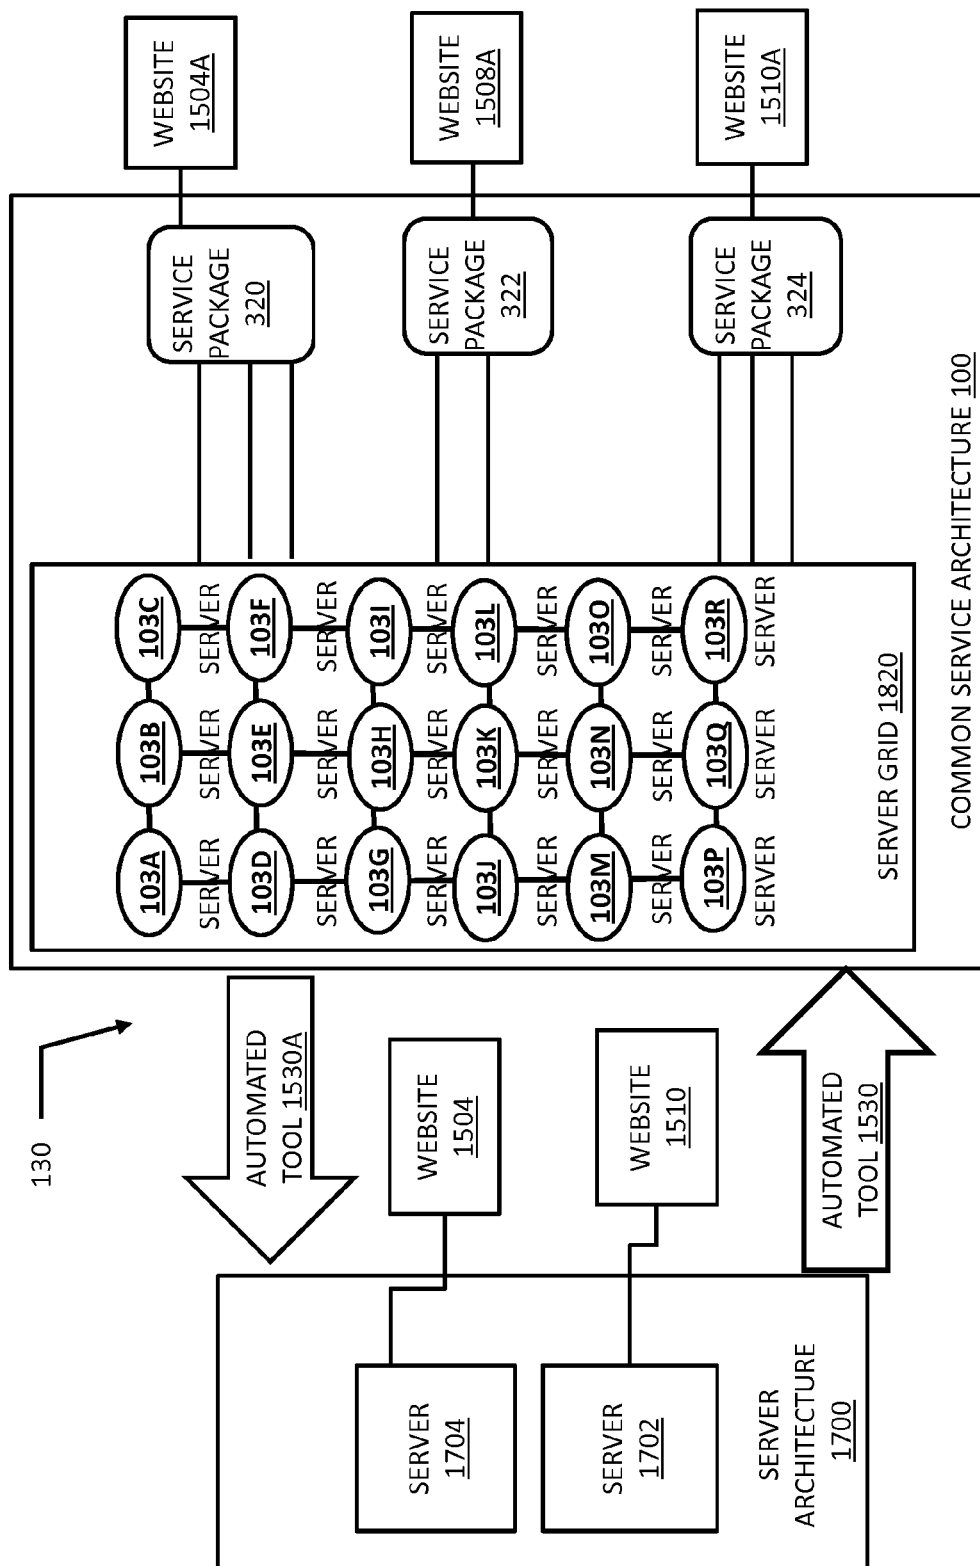 130
AUTOMATED
TOOL 1530A
WEBSITE
1504
WEBSITE
1510
SERVER
1704
SERVER
1702
SERVER
ARCHITECTURE
1700
AUTOMATED
TOOL 1530
103A
103B
103C
SERVER
SERVER
SERVER
103D
103E
103F
SERVER
SERVER
SERVER
103G
103H
103I
SERVER
SERVER
SERVER
103J
103K
103L
SERVER
SERVER
SERVER
103M
103N
103O
SERVER
SERVER
SERVER
103P
103Q
103R
SERVER
SERVER
SERVER
SERVER GRID 1820
SERVICE
PACKAGE
320
SERVICE
PACKAGE
322
SERVICE
PACKAGE
324
COMMON SERVICE ARCHITECTURE 100
WEBSITE
1504A
WEBSITE
1508A
WEBSITE
1510A